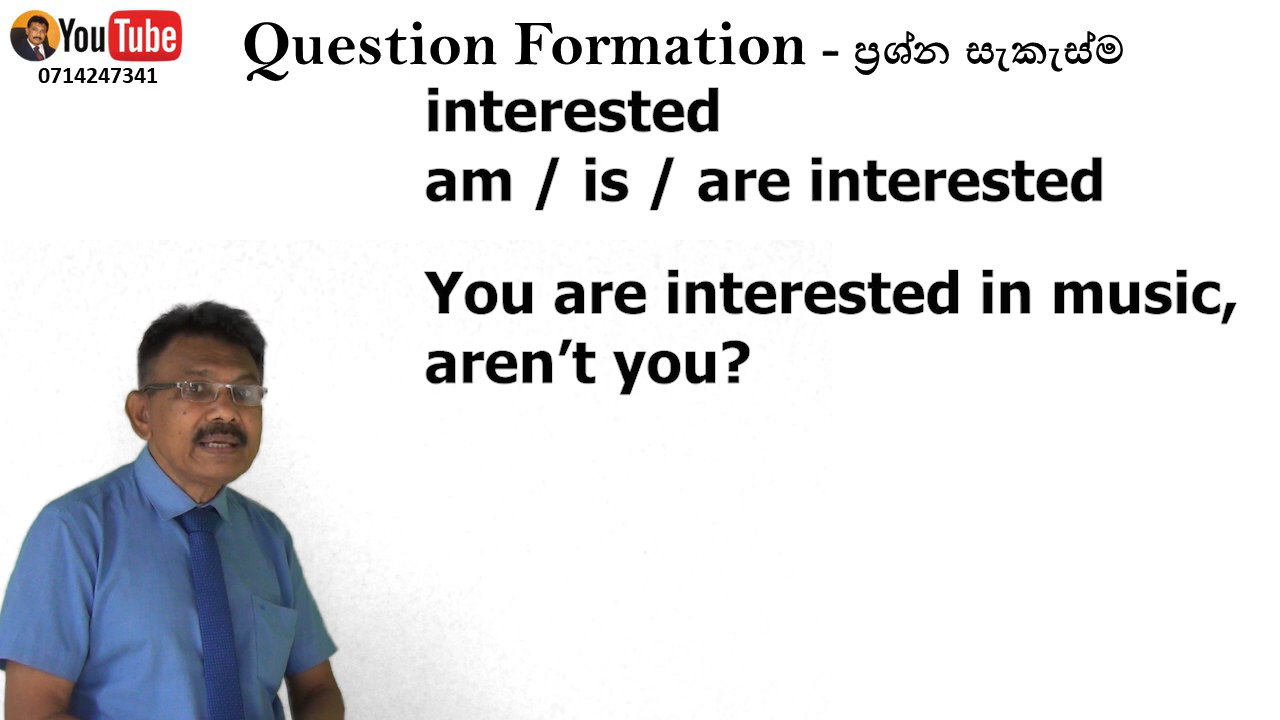 YouTube
0714247341
Question Formation - ප්‍රශ්න සැකැස්ම
interested
am / is / are interested
You are interested in music,
aren’t you?